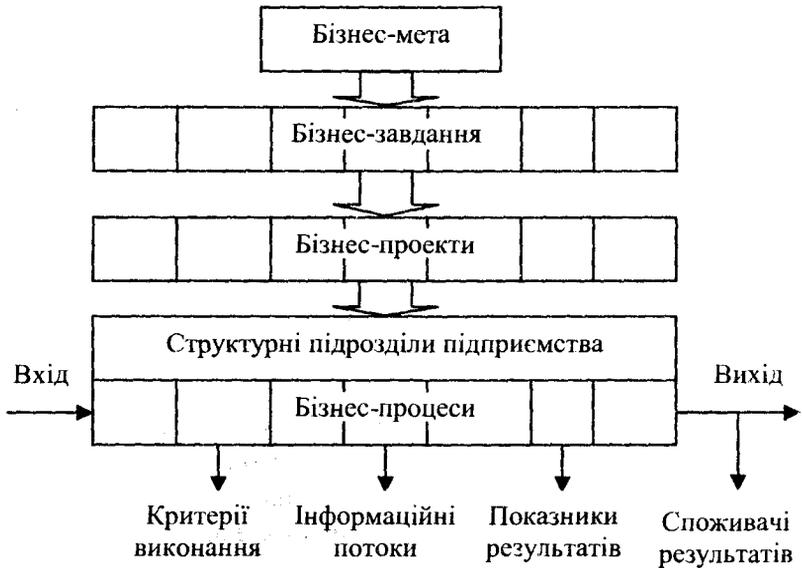 Бізнес-мета
Бізнес-завдання
Бізнес-проекти
Структурні підрозділи підприємства
Вхід
Бізнес-процеси
Вихід
Критерії
виконання
Інформаційні
потоки
Показники
результатів
Споживачі
результатів